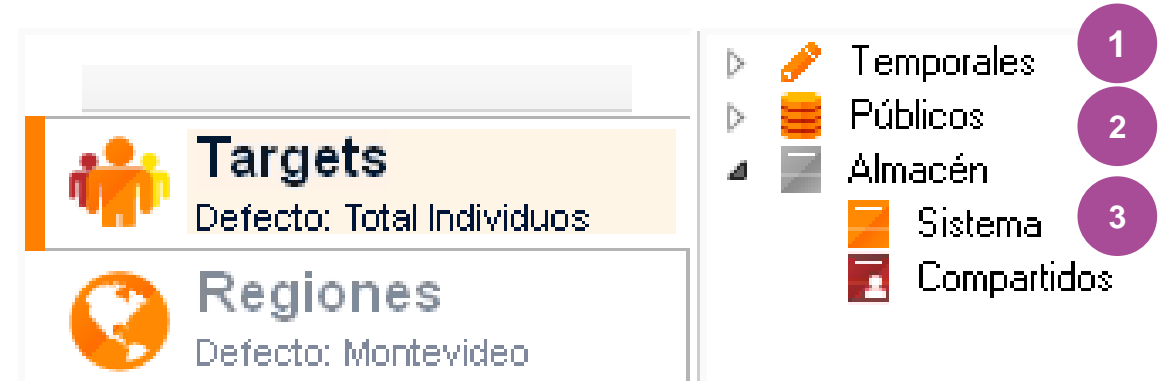 Targets
Defecto: Total Individuos
Regiones
Defecto: Montevideo
Temporales
1
Públicos
2
Almacén
Sistema
3
Compartidos